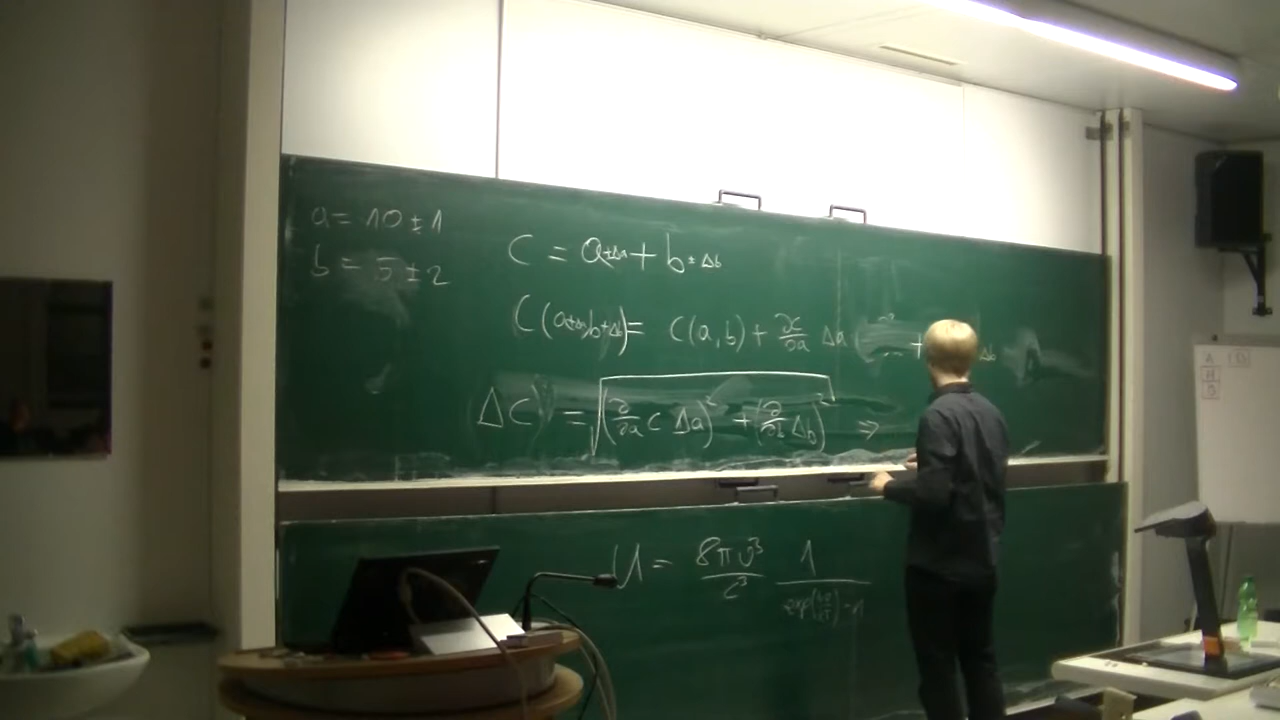 a = 10 ± 1
b = 5 ± 2
C = a±Δa + b ± Δb
C(a±Δa, b±Δb) = C(a,b) + ∂C/∂a Δa
ΔC = √((∂/∂a C Δa)² + (∂/∂b Δb)²) ⇒
U = 8πν³/c³ 1/(exp(hν/kT) - 1)
A
B